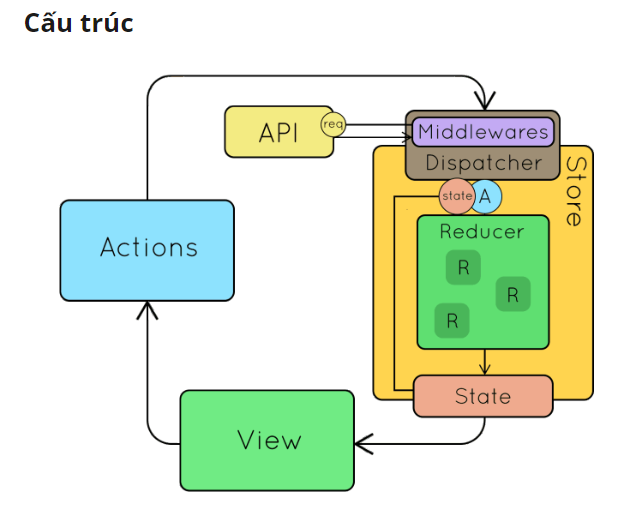 Cấu trúc
API
req
Middlewares
Dispatcher
Store
state
A
Actions
Reducer
R
R
R
State
View